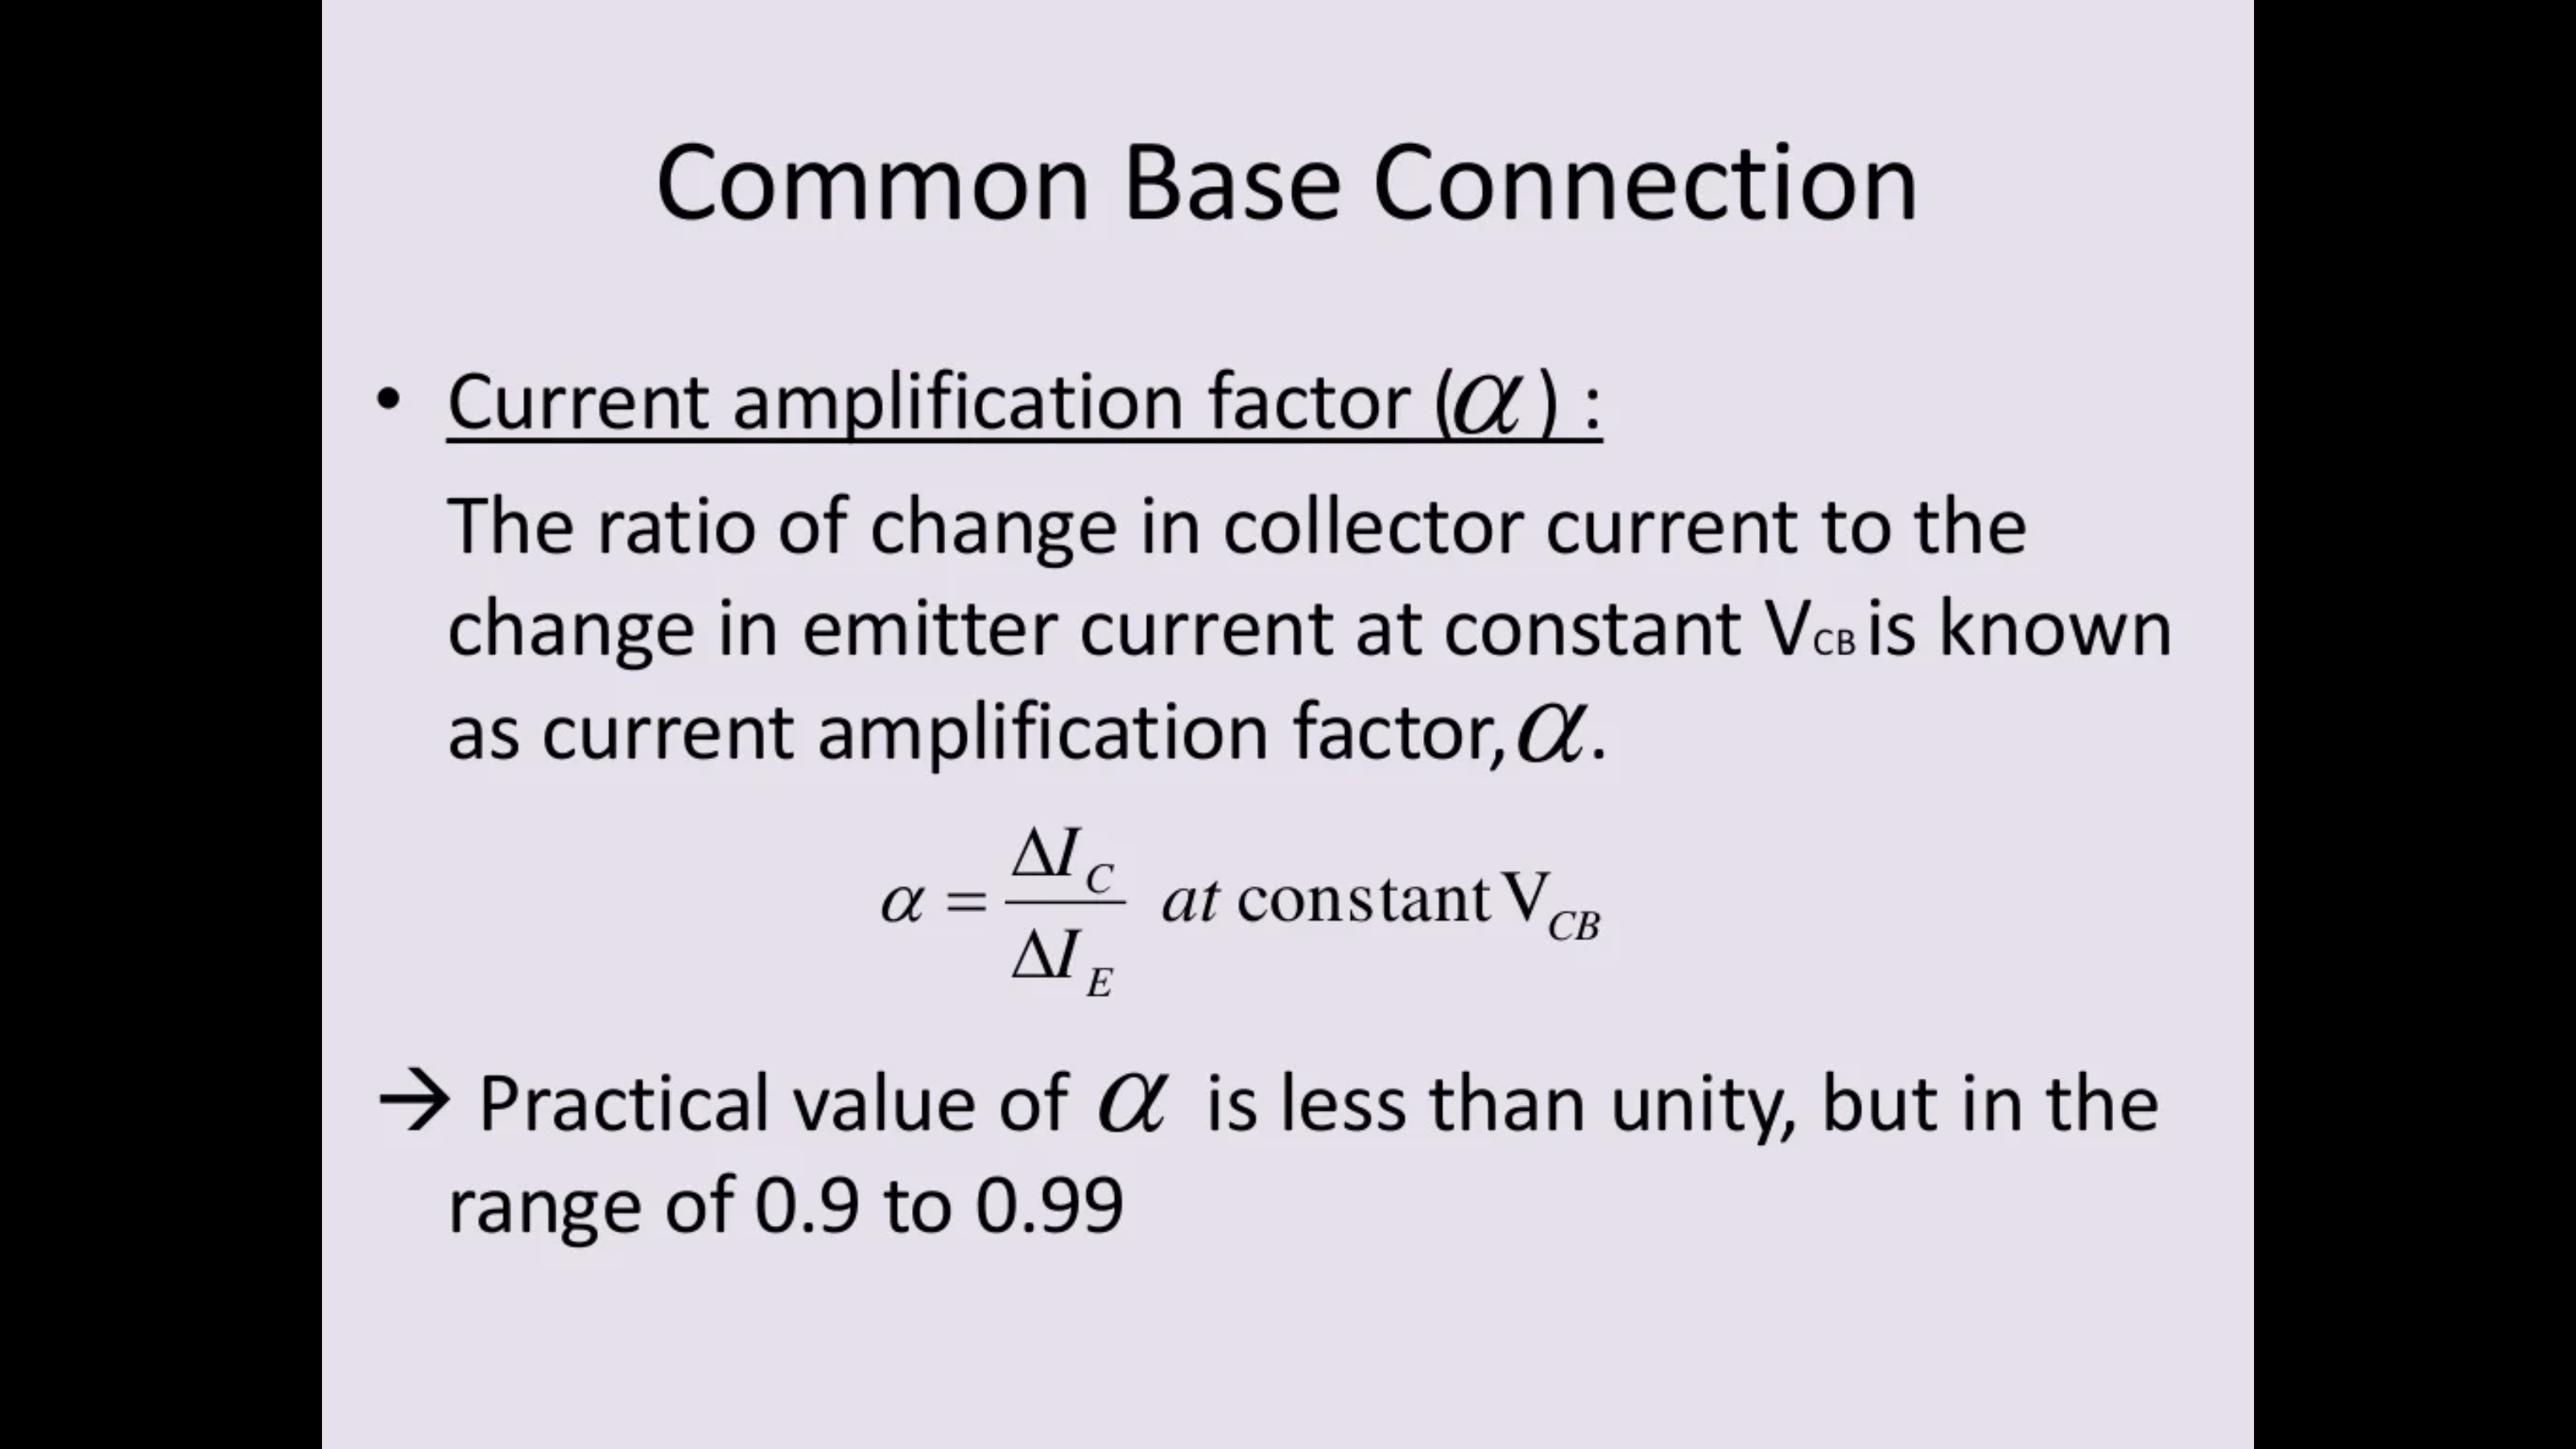 Common Base Connection
• Current amplification factor (α) :
The ratio of change in collector current to the
change in emitter current at constant VCB is known
as current amplification factor, α.
α = ΔIC / ΔIE at constant VCB
→ Practical value of α is less than unity, but in the
range of 0.9 to 0.99